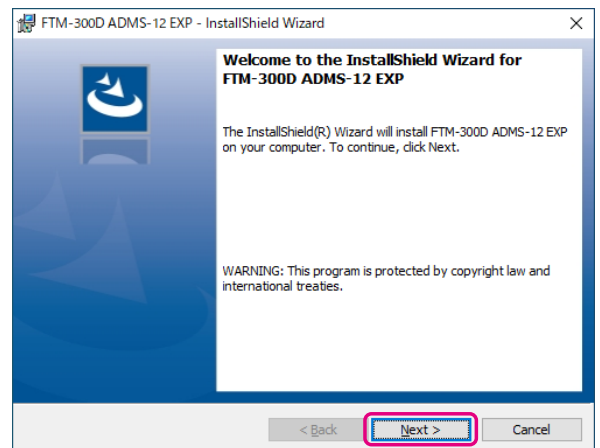 FTM-300D ADMS-12 EXP - InstallShield Wizard
Welcome to the InstallShield Wizard for
FTM-300D ADMS-12 EXP
The InstallShield(R) Wizard will install FTM-300D ADMS-12 EXP
on your computer. To continue, click Next.
WARNING: This program is protected by copyright law and
international treaties.
< Back Next > Cancel